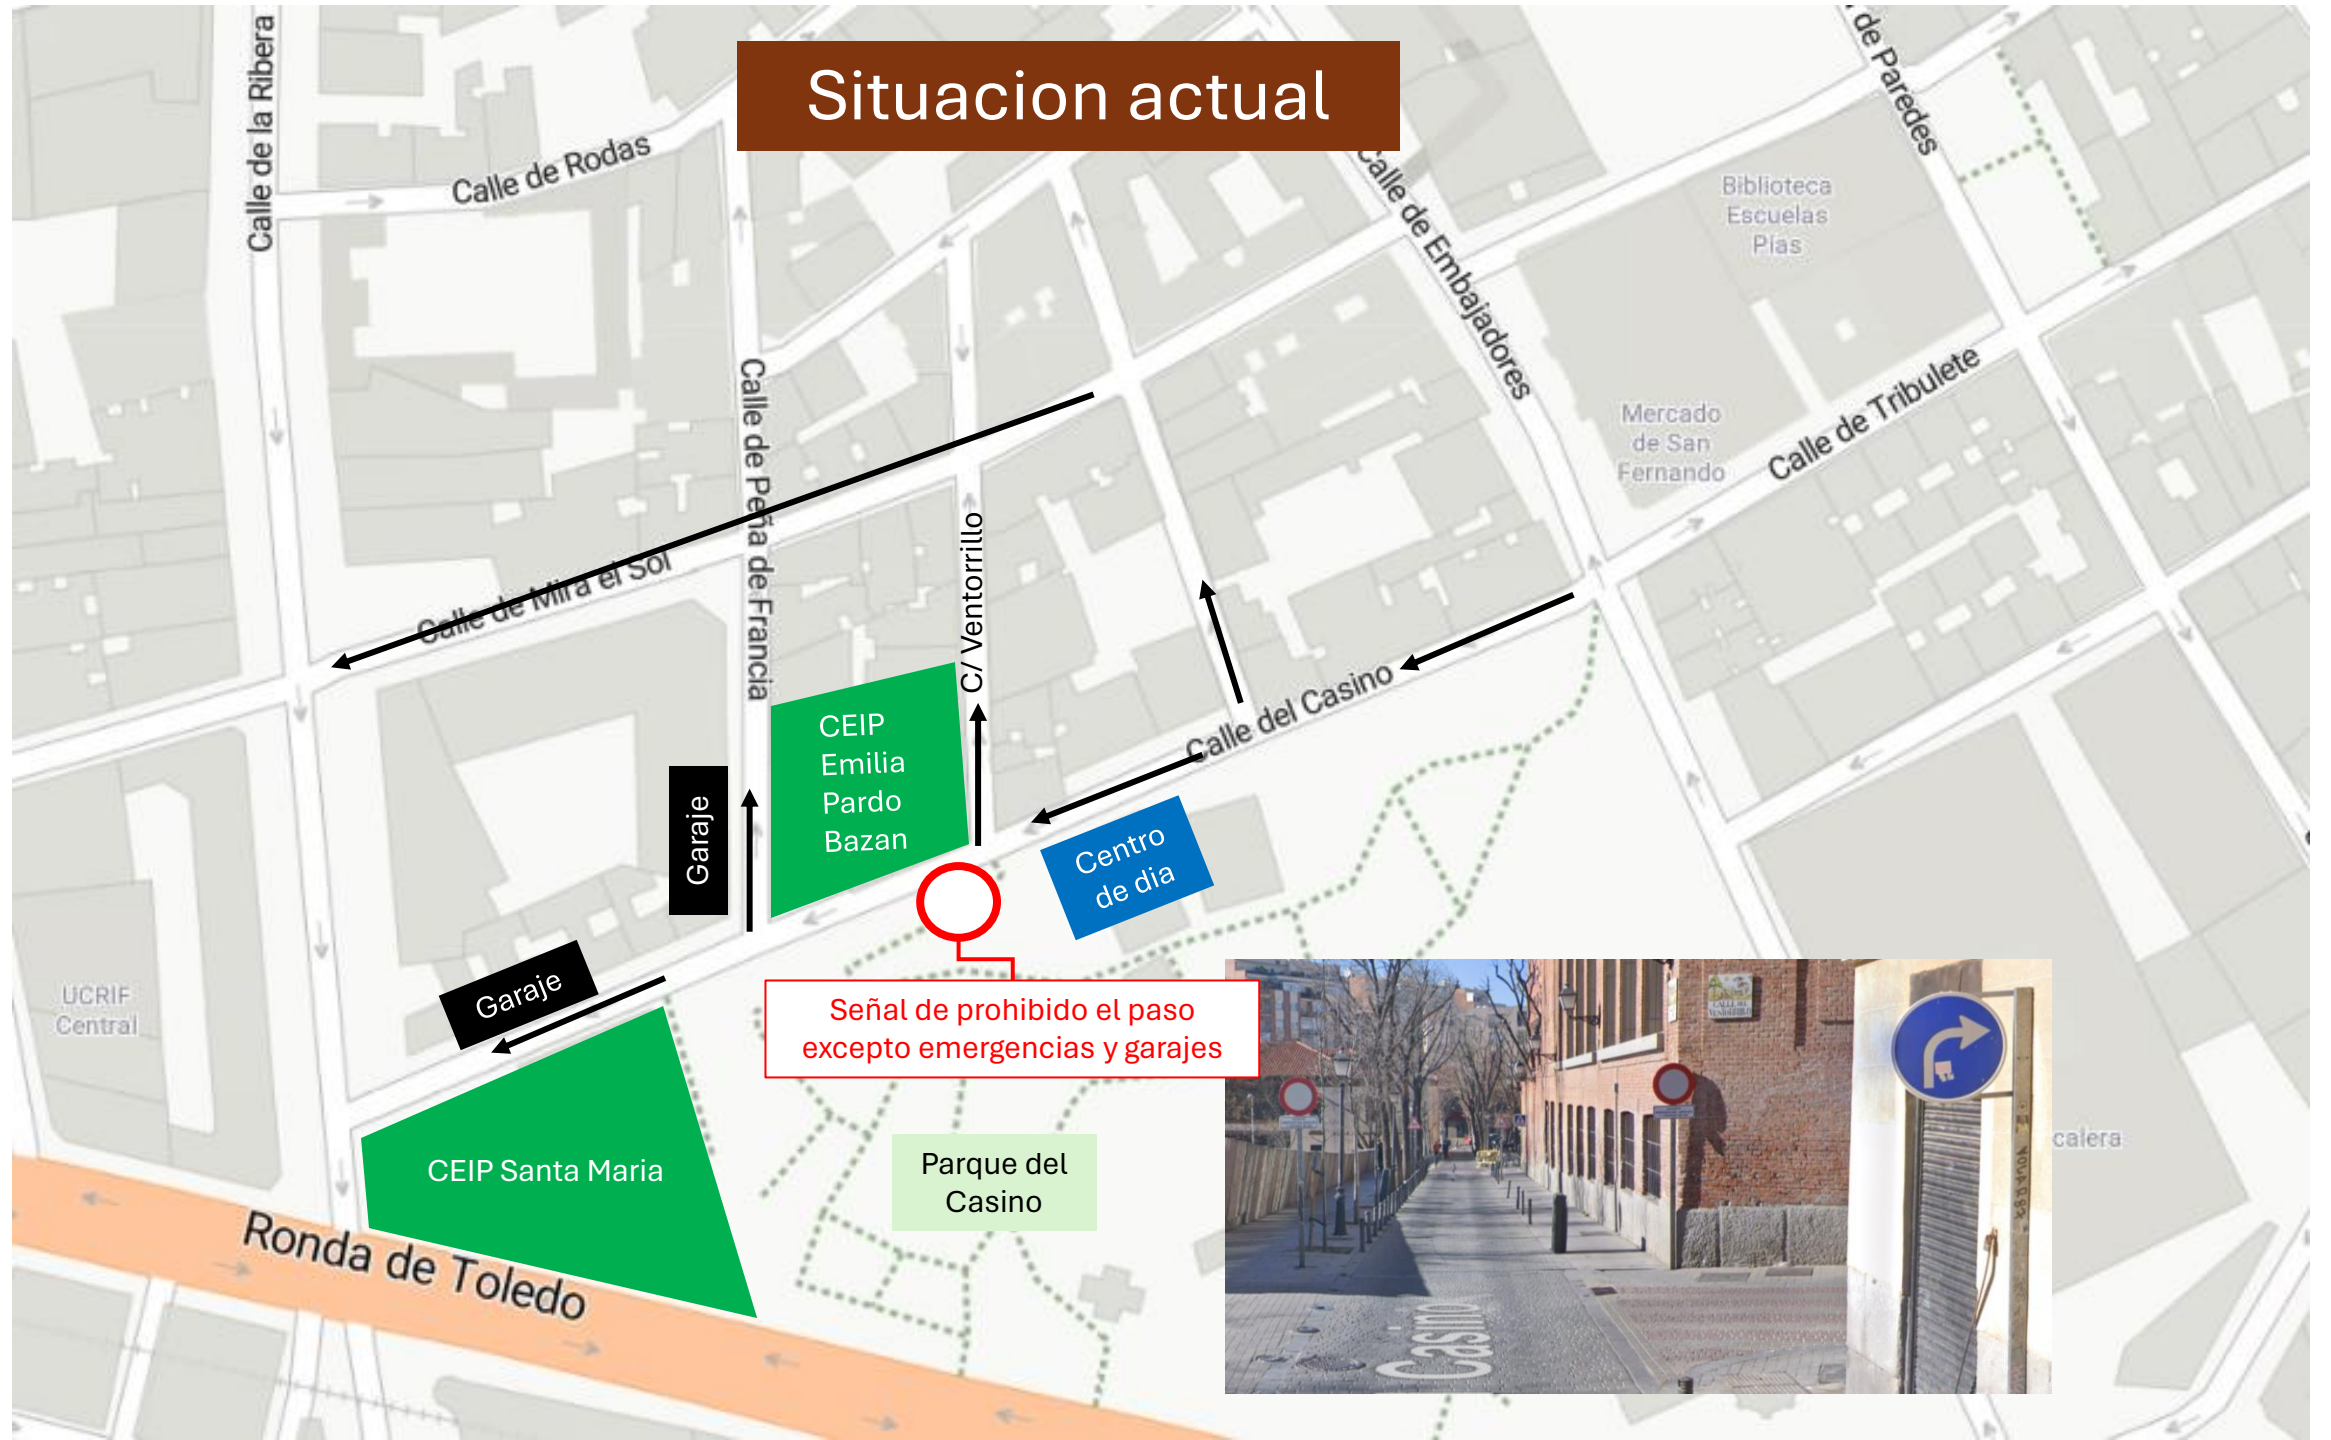 Situacion actual
Calle de la Ribera
Calle de Rodas
de Paredes
Calle de Embajadores
Biblioteca
Escuelas
Pías
Calle de Peña de Francia
Mercado
de San
Fernando
Calle de Tribulete
Calle de Mira el Sol
C/ Ventorrillo
CEIP
Emilia
Pardo
Bazan
Calle del Casino
Garaje
Centro
de dia
Garaje
UCRIF
Central
Señal de prohibido el paso
excepto emergencias y garajes
CEIP Santa Maria
Parque del
Casino
Ronda de Toledo
calera
CALLE DEL
VENTORRILLO
Casino